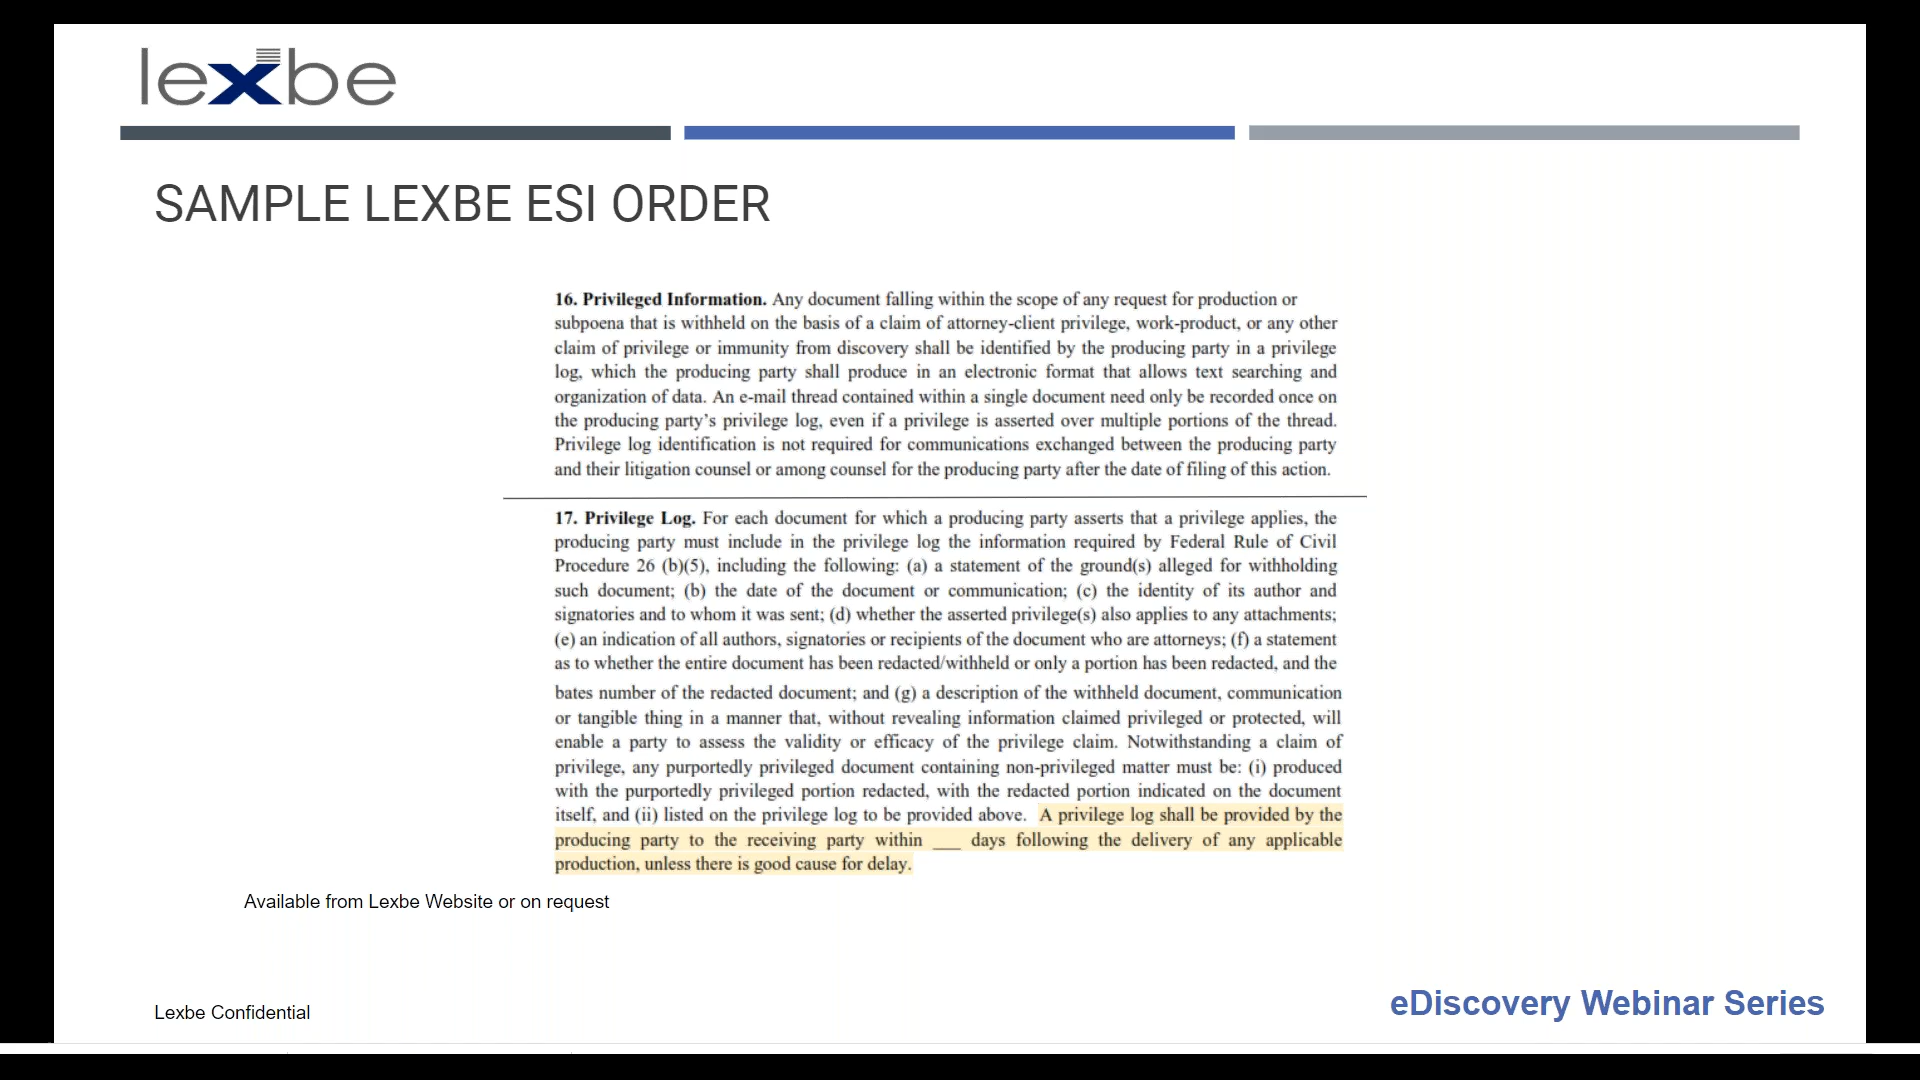 lexbe
SAMPLE LEXBE ESI ORDER
16. Privileged Information. Any document falling within the scope of any request for production or
subpoena that is withheld on the basis of a claim of attorney-client privilege, work-product, or any other
claim of privilege or immunity from discovery shall be identified by the producing party in a privilege
log, which the producing party shall produce in an electronic format that allows text searching and
organization of data. An e-mail thread contained within a single document need only be recorded once on
the producing party’s privilege log, even if a privilege is asserted over multiple portions of the thread.
Privilege log identification is not required for communications exchanged between the producing party
and their litigation counsel or among counsel for the producing party after the date of filing of this action.
17. Privilege Log. For each document for which a producing party asserts that a privilege applies, the
producing party must include in the privilege log the information required by Federal Rule of Civil
Procedure 26 (b)(5), including the following: (a) a statement of the ground(s) alleged for withholding
such document; (b) the date of the document or communication; (c) the identity of its author and
signatories and to whom it was sent; (d) whether the asserted privilege(s) also applies to any attachments;
(e) an indication of all authors, signatories or recipients of the document who are attorneys; (f) a statement
as to whether the entire document has been redacted/withheld or only a portion has been redacted, and the
bates number of the redacted document; and (g) a description of the withheld document, communication
or tangible thing in a manner that, without revealing information claimed privileged or protected, will
enable a party to assess the validity or efficacy of the privilege claim. Notwithstanding a claim of
privilege, any purportedly privileged document containing non-privileged matter must be: (i) produced
with the purportedly privileged portion redacted, with the redacted portion indicated on the document
itself, and (ii) listed on the privilege log to be provided above. A privilege log shall be provided by the
producing party to the receiving party within ___ days following the delivery of any applicable
production, unless there is good cause for delay.
Available from Lexbe Website or on request
Lexbe Confidential
eDiscovery Webinar Series